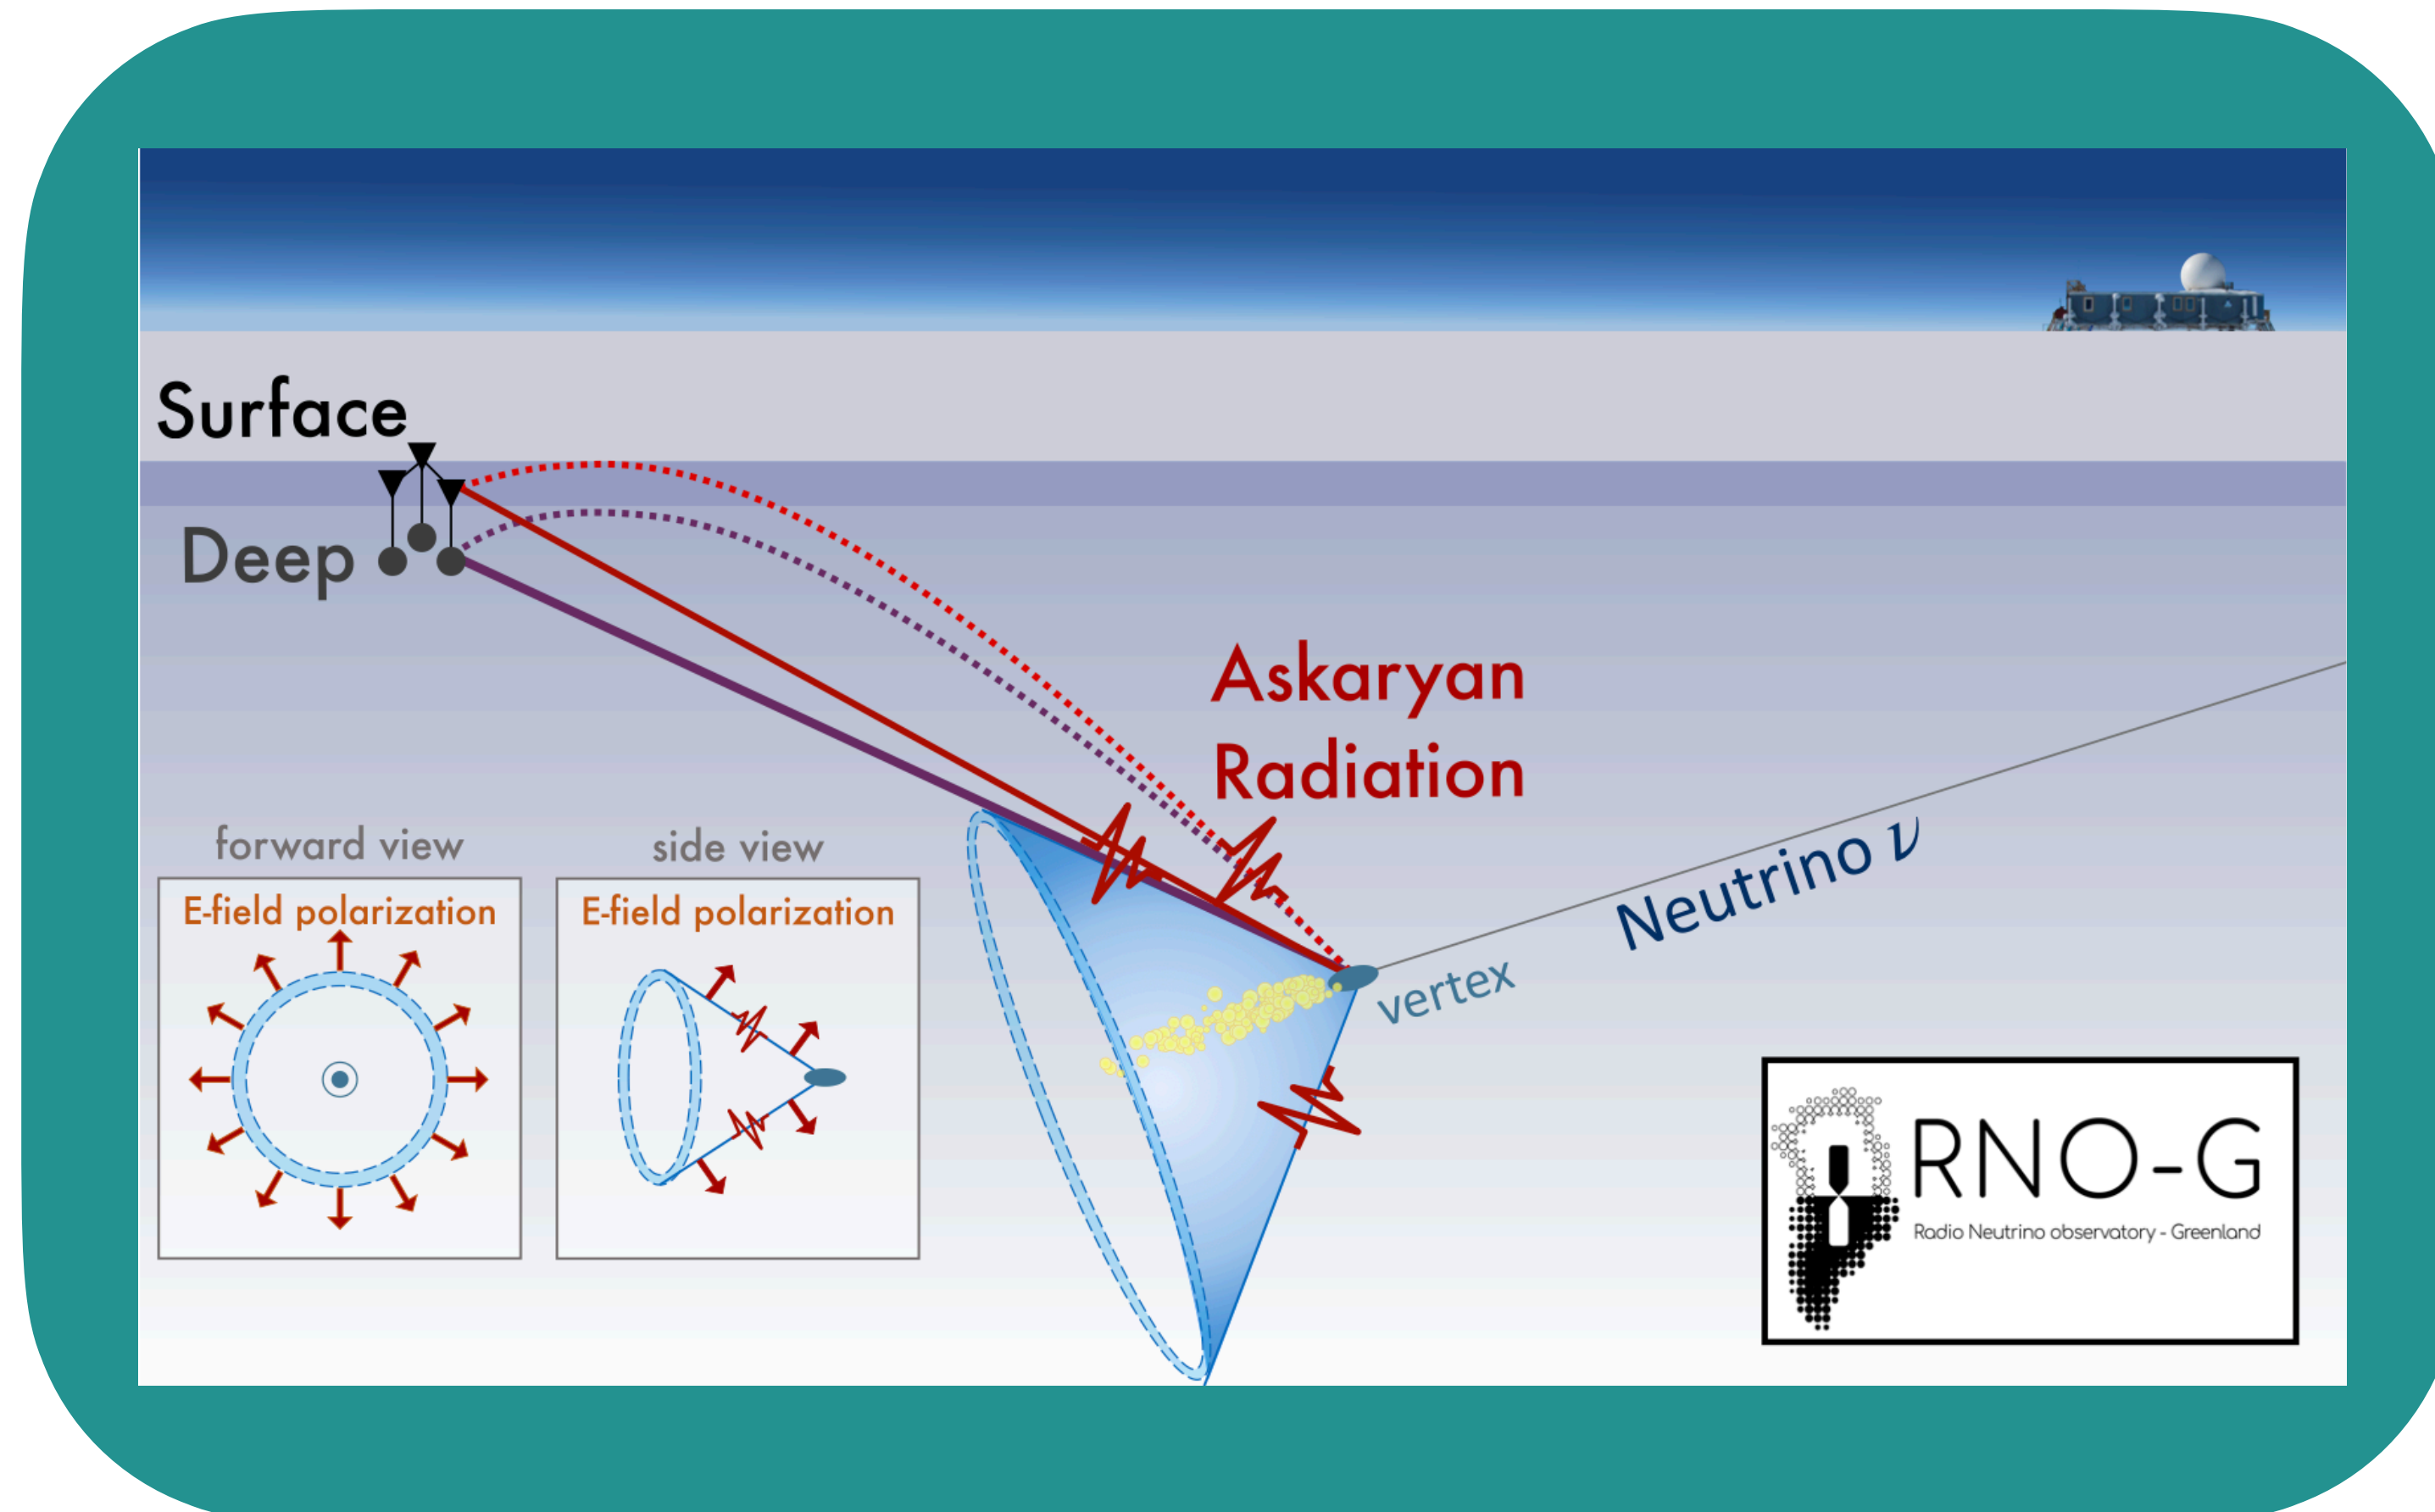 Surface
Deep
Askaryan
Radiation
Neutrino ν
vertex
forward view
E-field polarization
side view
E-field polarization
RNO-G
Radio Neutrino observatory - Greenland